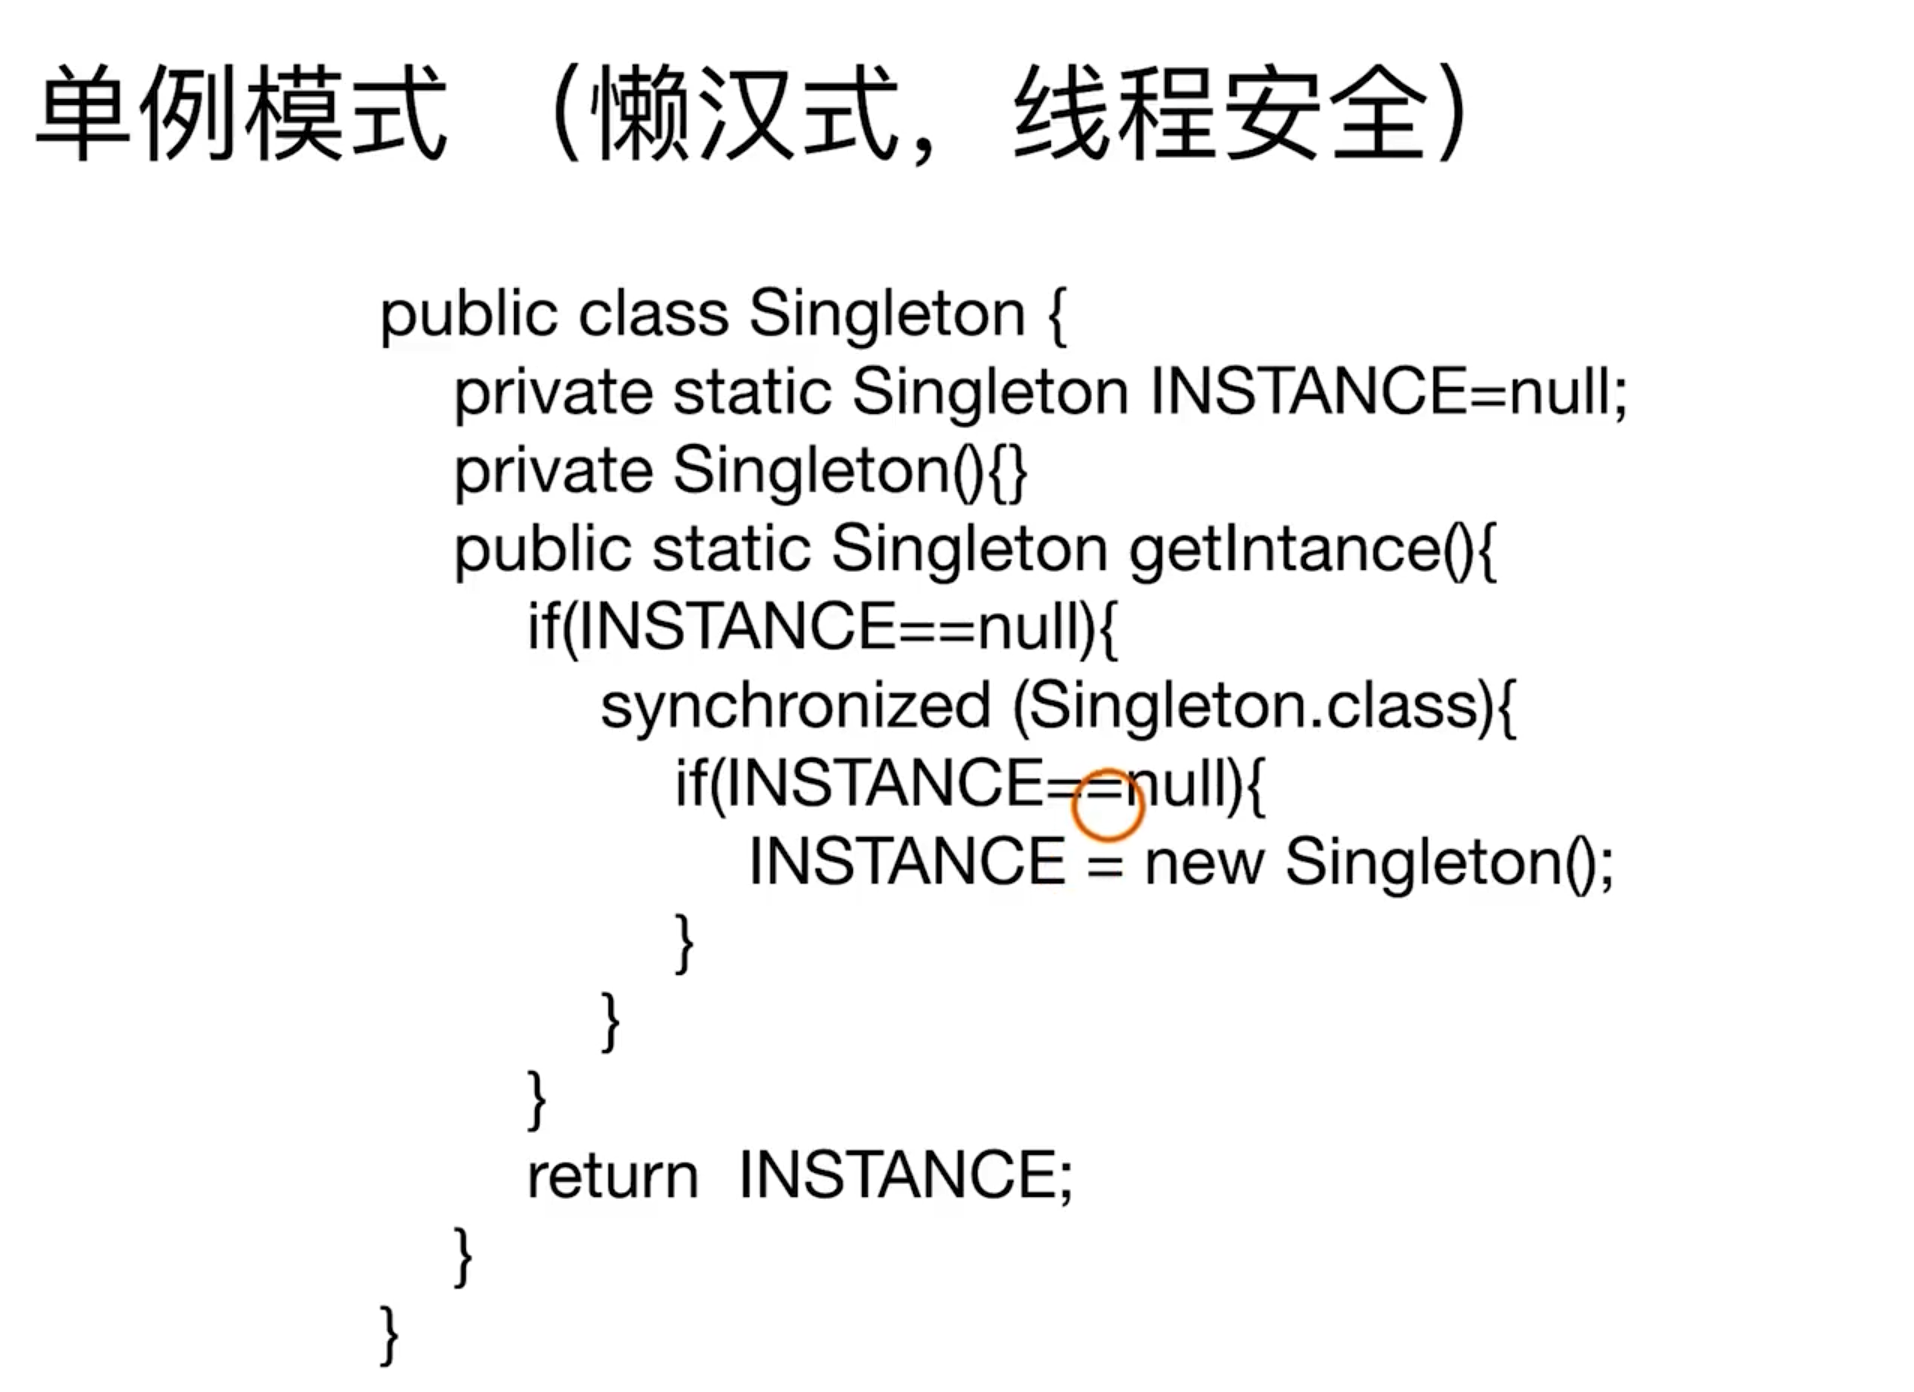 单例模式 （懒汉式，线程安全）
public class Singleton {
private static Singleton INSTANCE=null;
private Singleton(){}
public static Singleton getIntance(){
if(INSTANCE==null){
synchronized (Singleton.class){
if(INSTANCE==null){
INSTANCE = new Singleton();
}
}
}
return  INSTANCE;
}
}